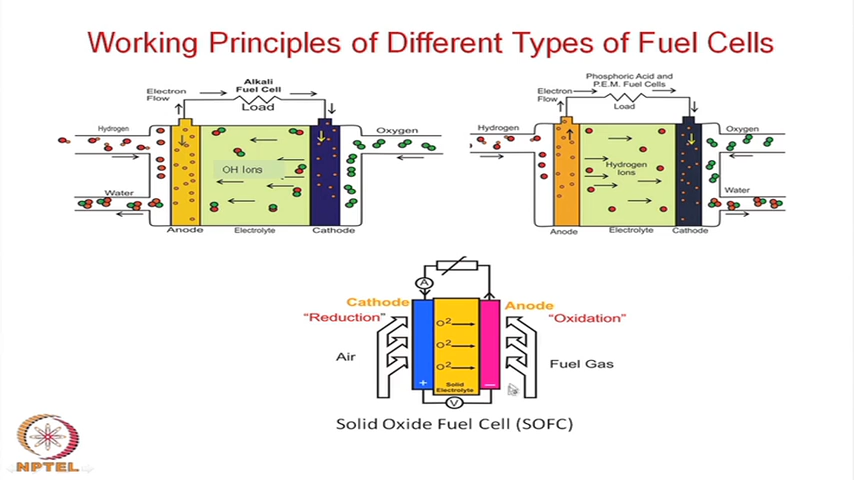 Working Principles of Different Types of Fuel Cells
Alkali
Fuel Cell
Electron
Flow
Load
Hydrogen
Oxygen
OH Ions
Water
Anode
Electrolyte
Cathode
Phosphoric Acid and
P.E.M. Fuel Cells
Electron
Flow
Load
Hydrogen
Oxygen
Hydrogen
Ions
Water
Anode
Electrolyte
Cathode
A
Cathode
Anode
"Reduction"
"Oxidation"
O2
O2
O2
Air
Fuel Gas
+
Solid
Electrolyte
−
V
Solid Oxide Fuel Cell (SOFC)
NPTEL